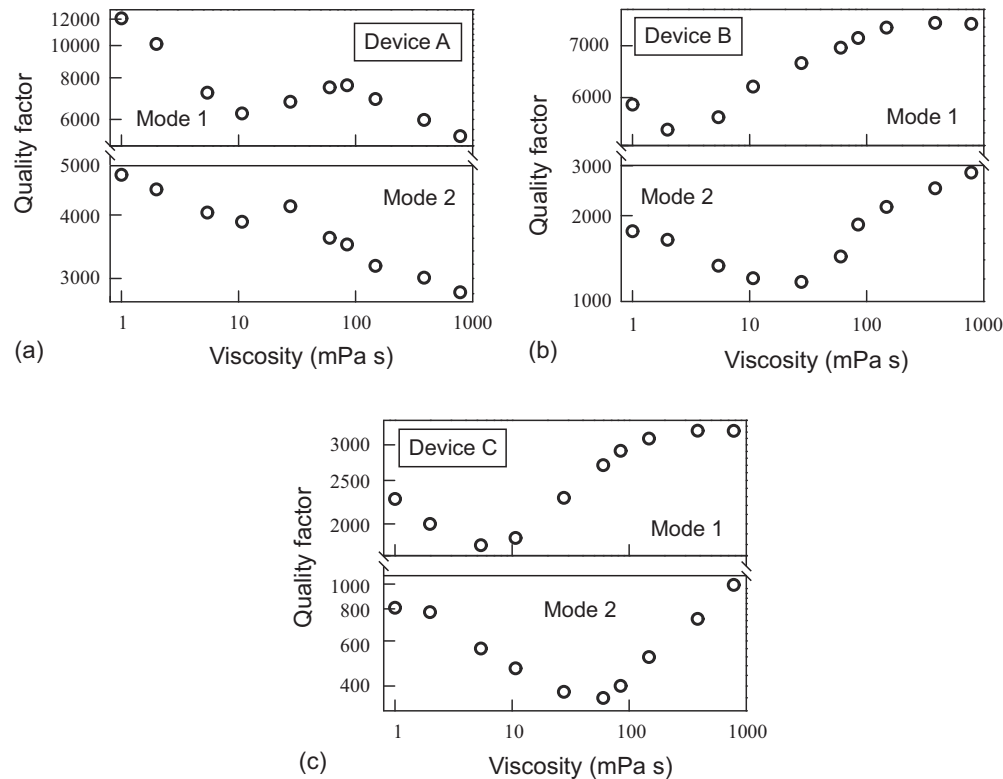 12000
10000
8000
6000
Device A
Mode 1
5000
4000
3000
Mode 2
Quality factor
1 10 100 1000
Viscosity (mPa s)
(a)
7000
6000
Device B
Mode 1
3000
2000
1000
Mode 2
Quality factor
1 10 100 1000
Viscosity (mPa s)
(b)
3000
2500
2000
Device C
Mode 1
1000
800
600
400
Mode 2
Quality factor
1 10 100 1000
Viscosity (mPa s)
(c)